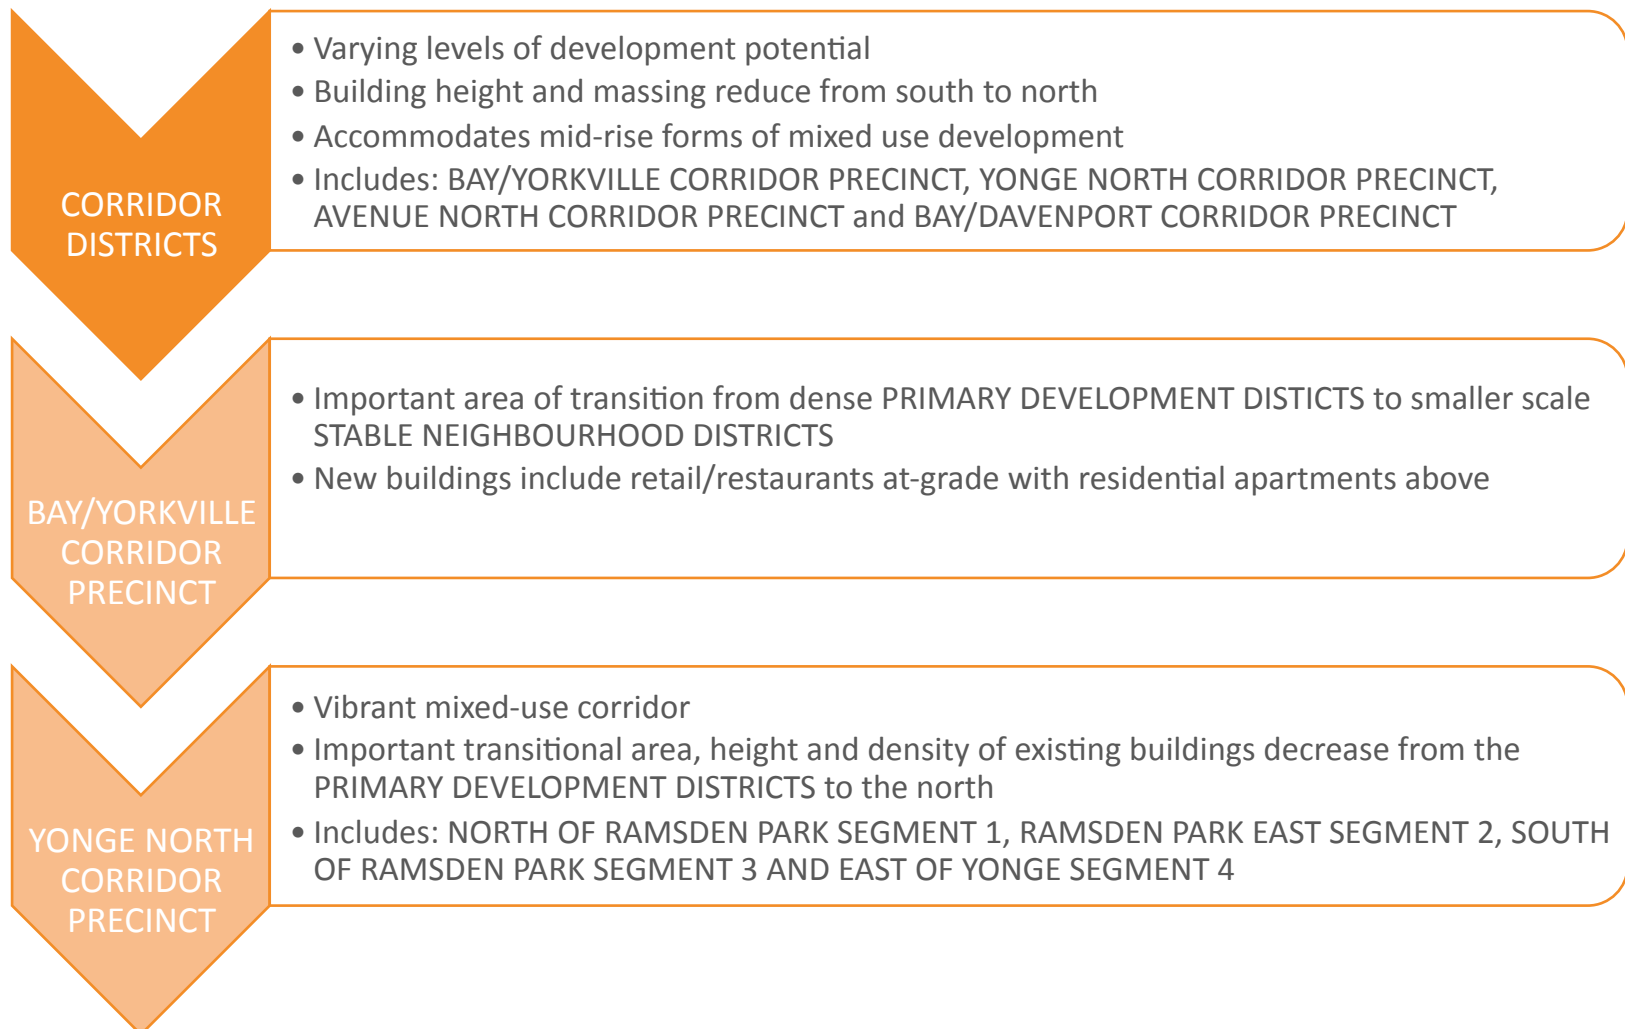 CORRIDOR
DISTRICTS
• Varying levels of development potential
• Building height and massing reduce from south to north
• Accommodates mid-rise forms of mixed use development
• Includes: BAY/YORKVILLE CORRIDOR PRECINCT, YONGE NORTH CORRIDOR PRECINCT,
AVENUE NORTH CORRIDOR PRECINCT and BAY/DAVENPORT CORRIDOR PRECINCT
BAY/YORKVILLE
CORRIDOR
PRECINCT
• Important area of transition from dense PRIMARY DEVELOPMENT DISTICTS to smaller scale
STABLE NEIGHBOURHOOD DISTRICTS
• New buildings include retail/restaurants at-grade with residential apartments above
YONGE NORTH
CORRIDOR
PRECINCT
• Vibrant mixed-use corridor
• Important transitional area, height and density of existing buildings decrease from the
PRIMARY DEVELOPMENT DISTRICTS to the north
• Includes: NORTH OF RAMSDEN PARK SEGMENT 1, RAMSDEN PARK EAST SEGMENT 2, SOUTH
OF RAMSDEN PARK SEGMENT 3 AND EAST OF YONGE SEGMENT 4